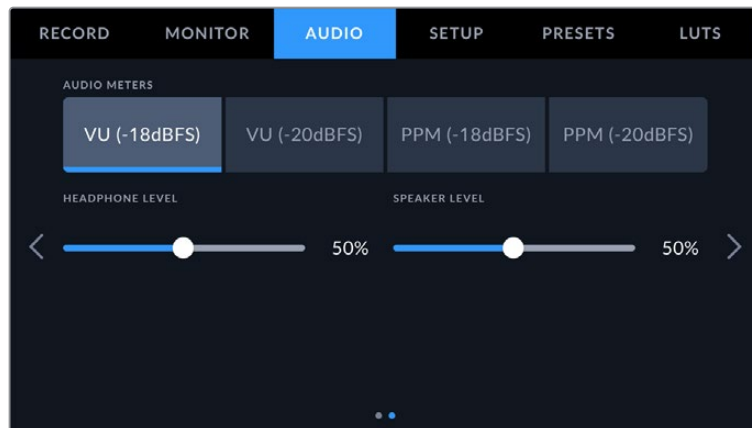 RECORD MONITOR AUDIO SETUP PRESETS LUTS
AUDIO METERS
VU (-18dBFS) VU (-20dBFS) PPM (-18dBFS) PPM (-20dBFS)
HEADPHONE LEVEL SPEAKER LEVEL
50% 50%